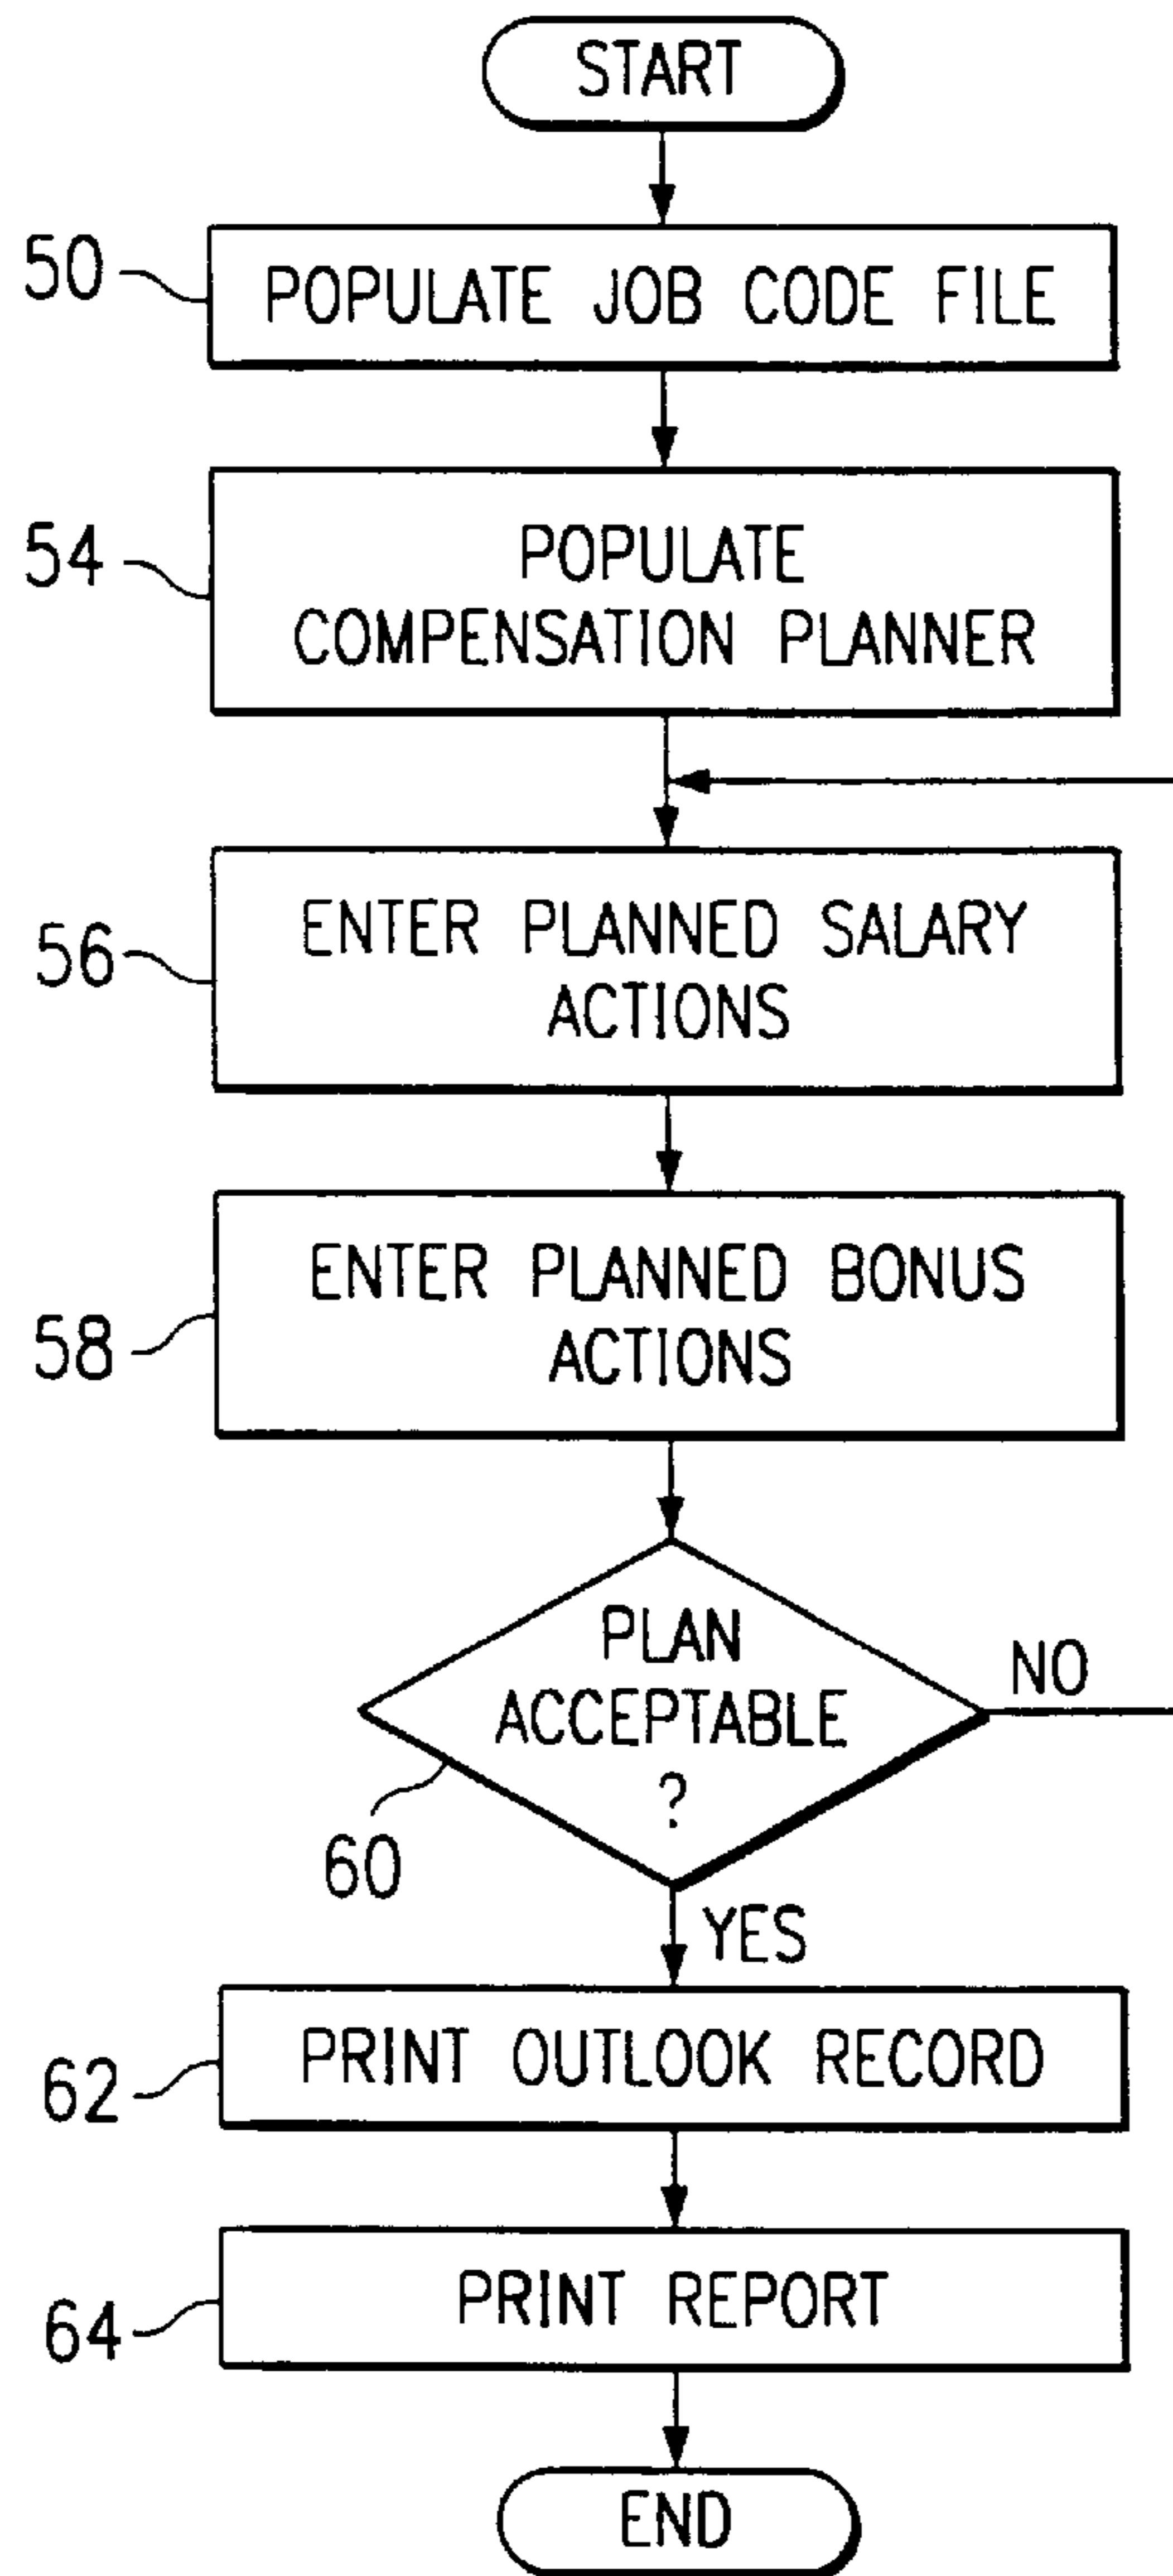 START
50
POPULATE JOB CODE FILE
54
POPULATE
COMPENSATION PLANNER
56
ENTER PLANNED SALARY
ACTIONS
58
ENTER PLANNED BONUS
ACTIONS
PLAN
ACCEPTABLE
?
NO
60
YES
62
PRINT OUTLOOK RECORD
64
PRINT REPORT
END